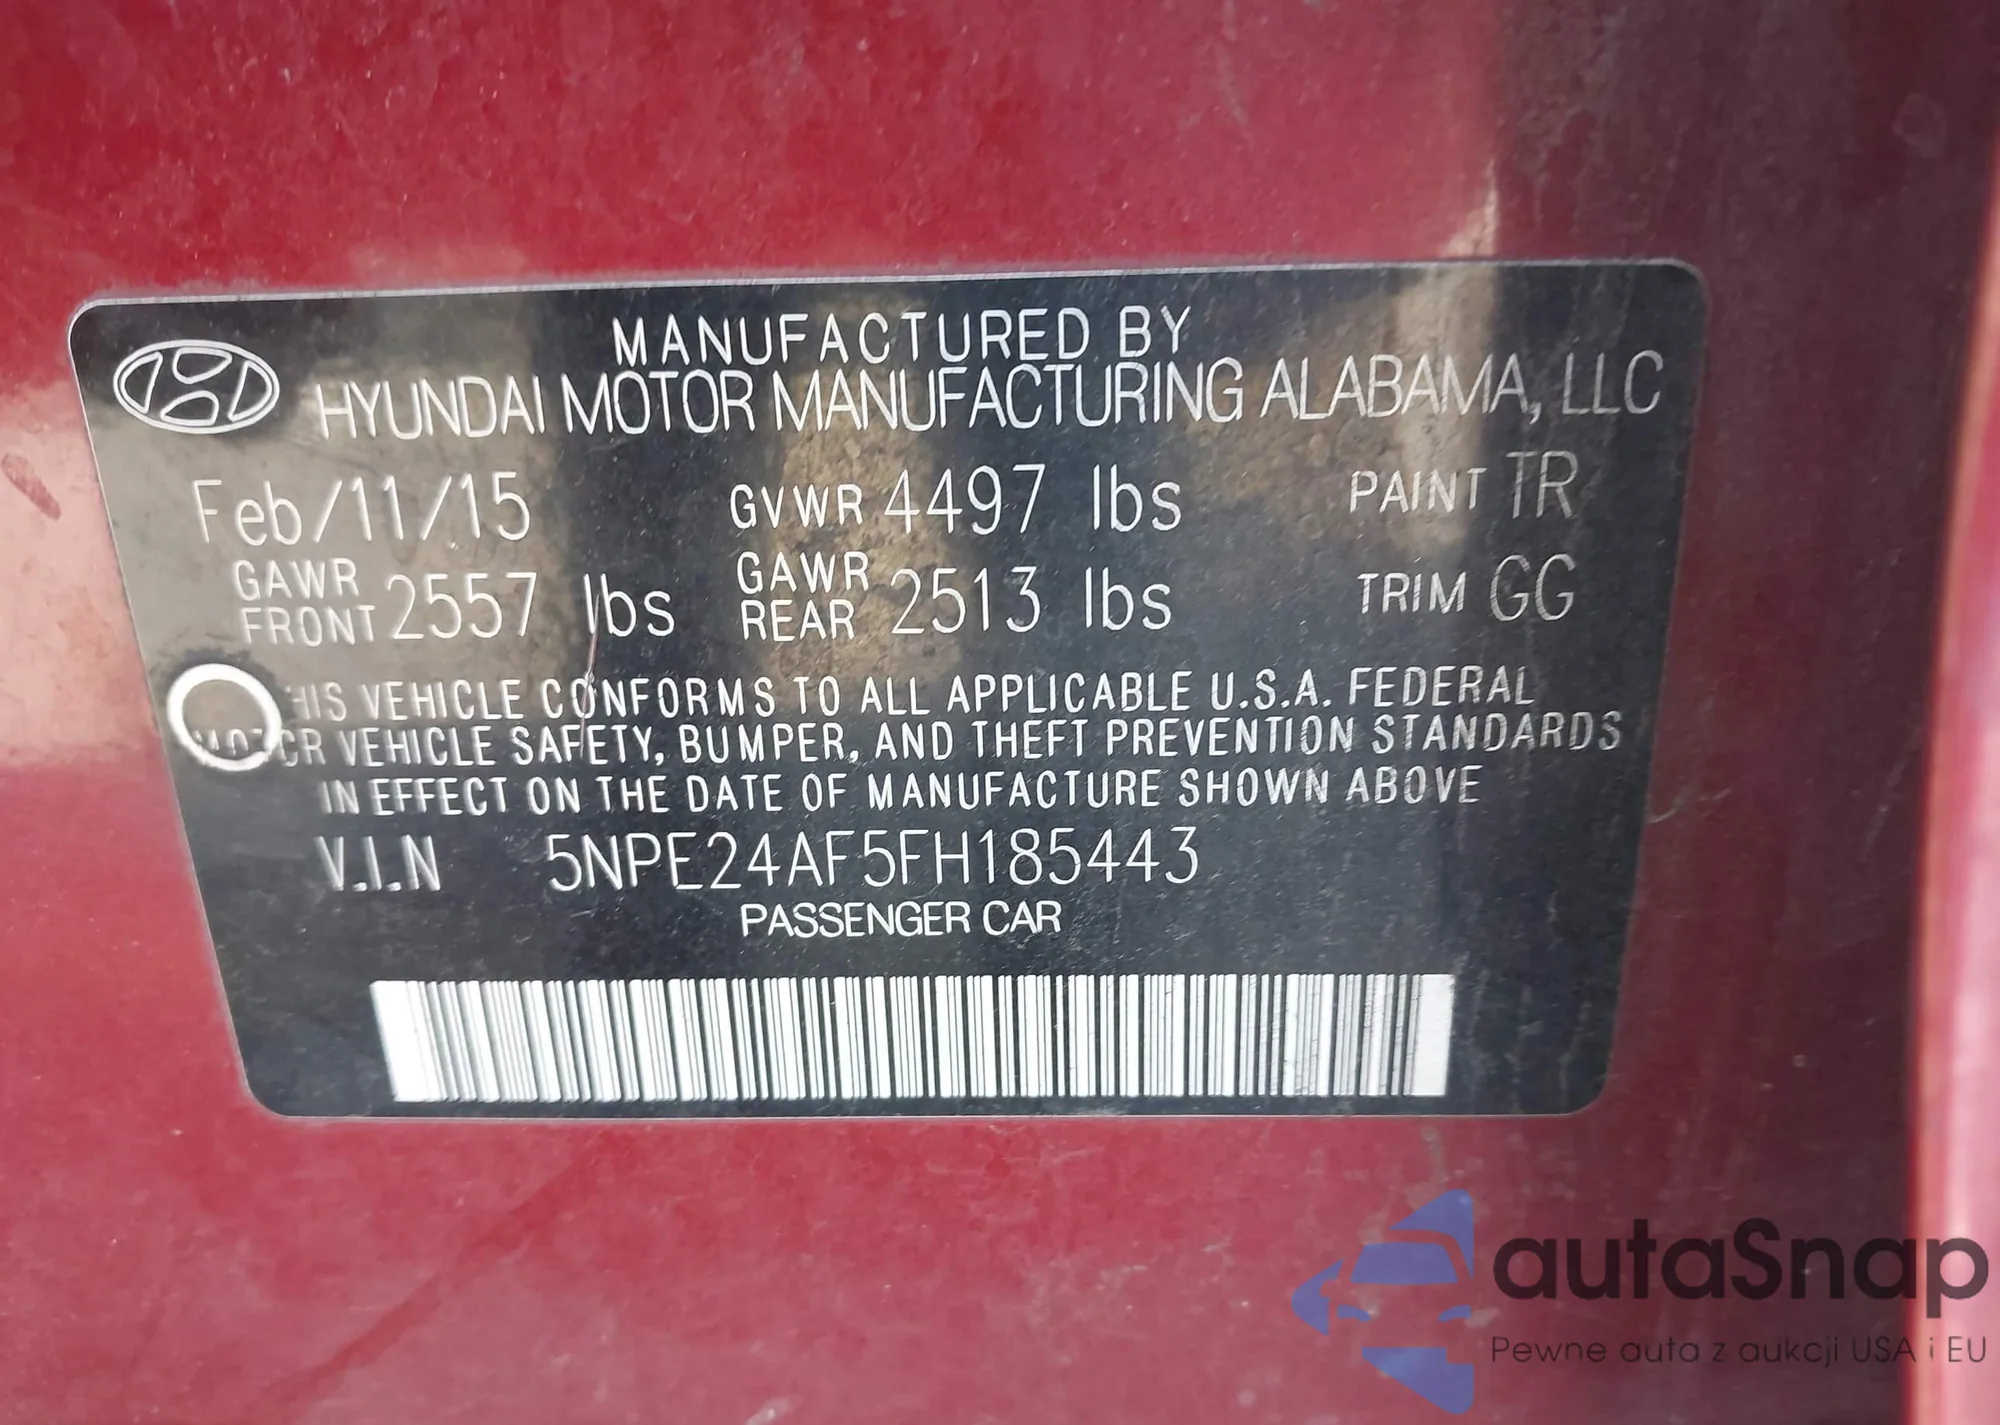 MANUFACTURED BY
HYUNDAI MOTOR MANUFACTURING ALABAMA, LLC
Feb/11/15 GVWR 4497 lbs PAINT TR
GAWR FRONT 2557 lbs GAWR REAR 2513 lbs TRIM GG
THIS VEHICLE CONFORMS TO ALL APPLICABLE U.S.A. FEDERAL
MOTOR VEHICLE SAFETY, BUMPER, AND THEFT PREVENTION STANDARDS
IN EFFECT ON THE DATE OF MANUFACTURE SHOWN ABOVE
V.I.N 5NPE24AF5FH185443
PASSENGER CAR
autaSnap
Pewne auta z aukcji USA i EU